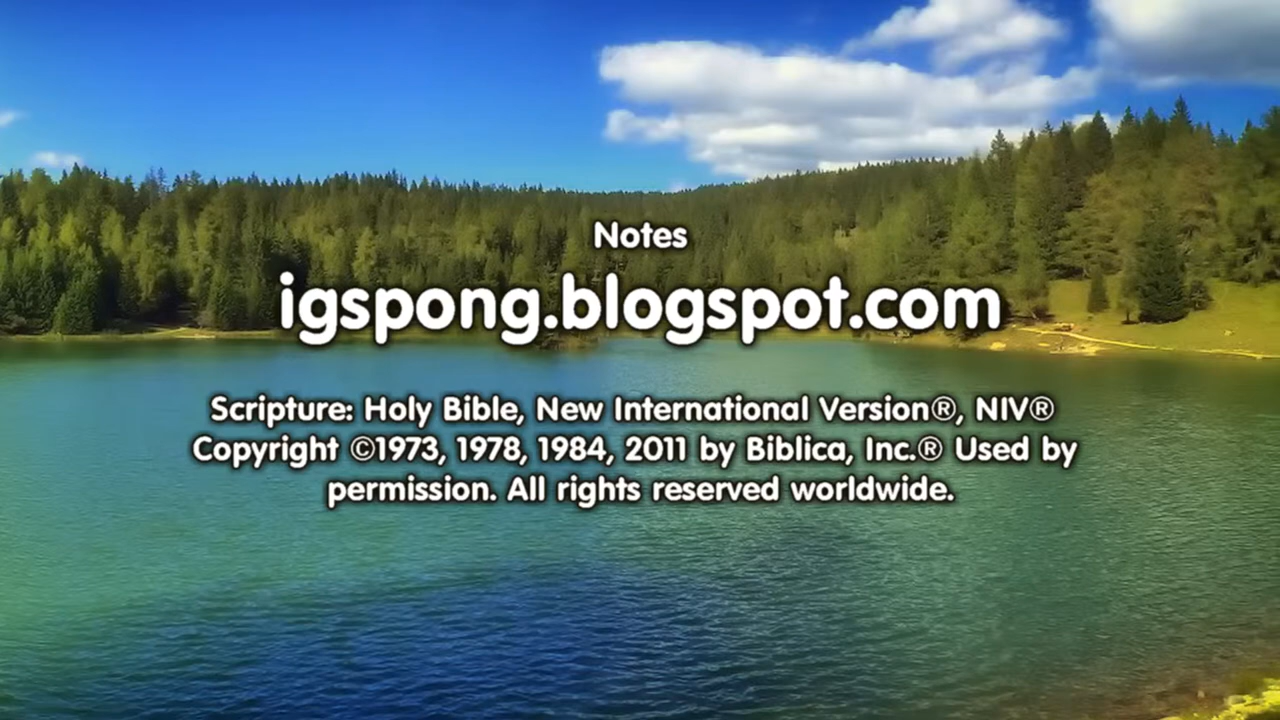 Notes
igspong.blogspot.com
Scripture: Holy Bible, New International Version®, NIV®
Copyright ©1973, 1978, 1984, 2011 by Biblica, Inc.® Used by
permission. All rights reserved worldwide.